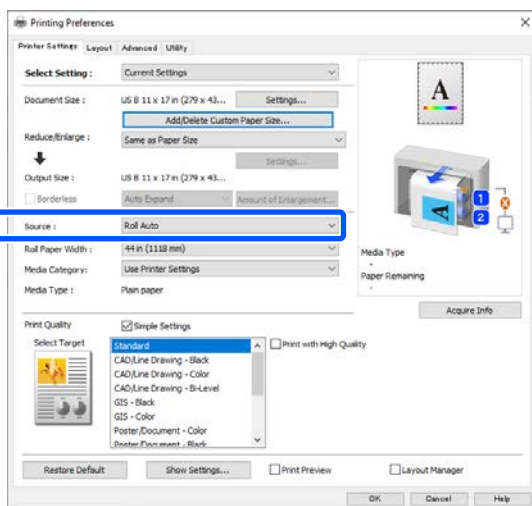 Printing Preferences
Printer Settings Layout Advanced Utility
Select Setting : Current Settings
Document Size : US B 11 x 17 in (279 x 43... Settings...
Add/Delete Custom Paper Size...
Reduce/Enlarge : Same as Paper Size
Settings...
Output Size : US B 11 x 17 in (279 x 43...
Borderless Auto Expand Amount of Enlargement...
Source : Roll Auto
Roll Paper Width : 44 in (1118 mm)
Media Category: Use Printer Settings
Media Type : Plain paper
A
A
1
2
Media Type
-
Paper Remaining
-
Acquire Info
Print Quality Simple Settings
Select Target
Standard
CAD/Line Drawing - Black
CAD/Line Drawing - Color
CAD/Line Drawing - Bi-Level
GIS - Black
GIS - Color
Poster/Document - Color
Poster/Document - Black
Print with High Quality
Restore Default Show Settings... Print Preview Layout Manager
OK Cancel Help